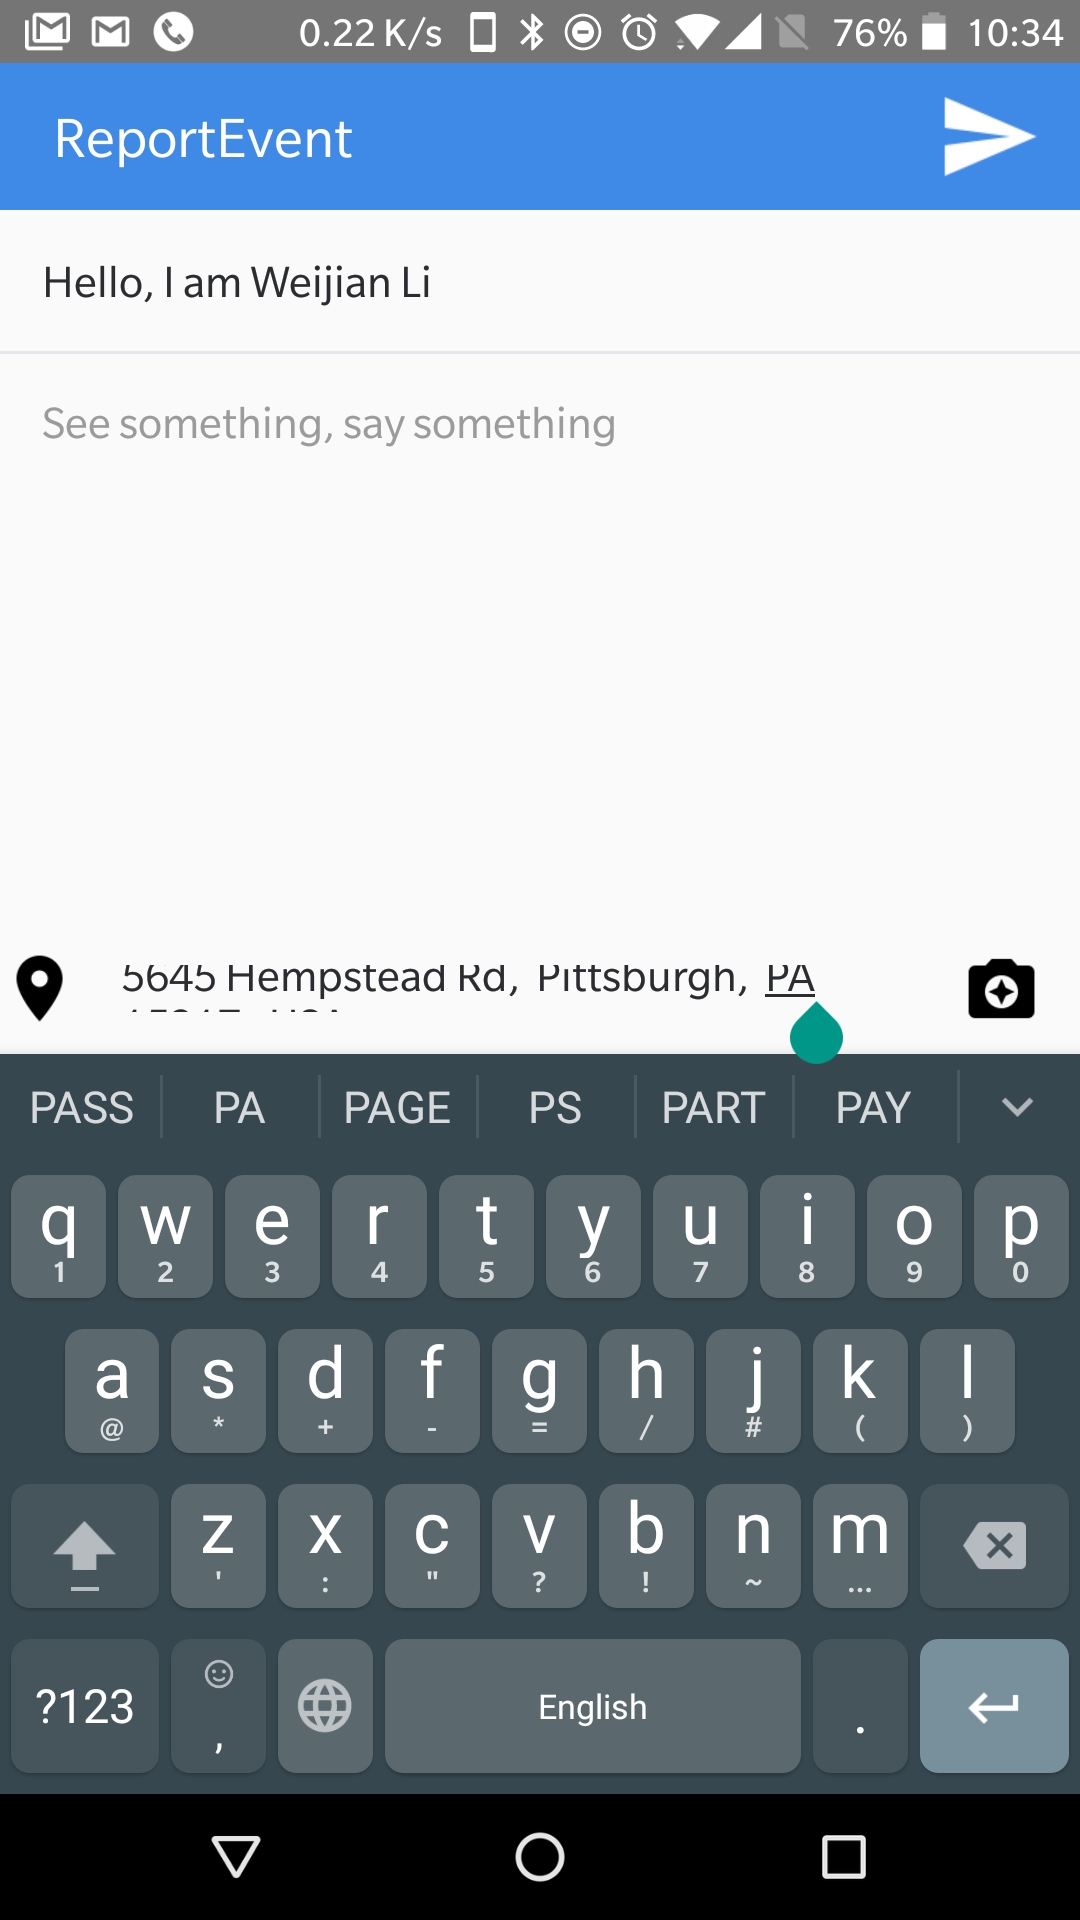 0.22 K/s 76% 10:34
ReportEvent
Hello, I am Weijian Li
See something, say something
5645 Hempstead Rd, Pittsburgh, PA
PASS PA PAGE PS PART PAY
q w e r t y u i o p
1 2 3 4 5 6 7 8 9 0
a s d f g h j k l
@ * + - = / # ( )
z x c v b n m
' : " ? ! ~ ...
?123 , English .